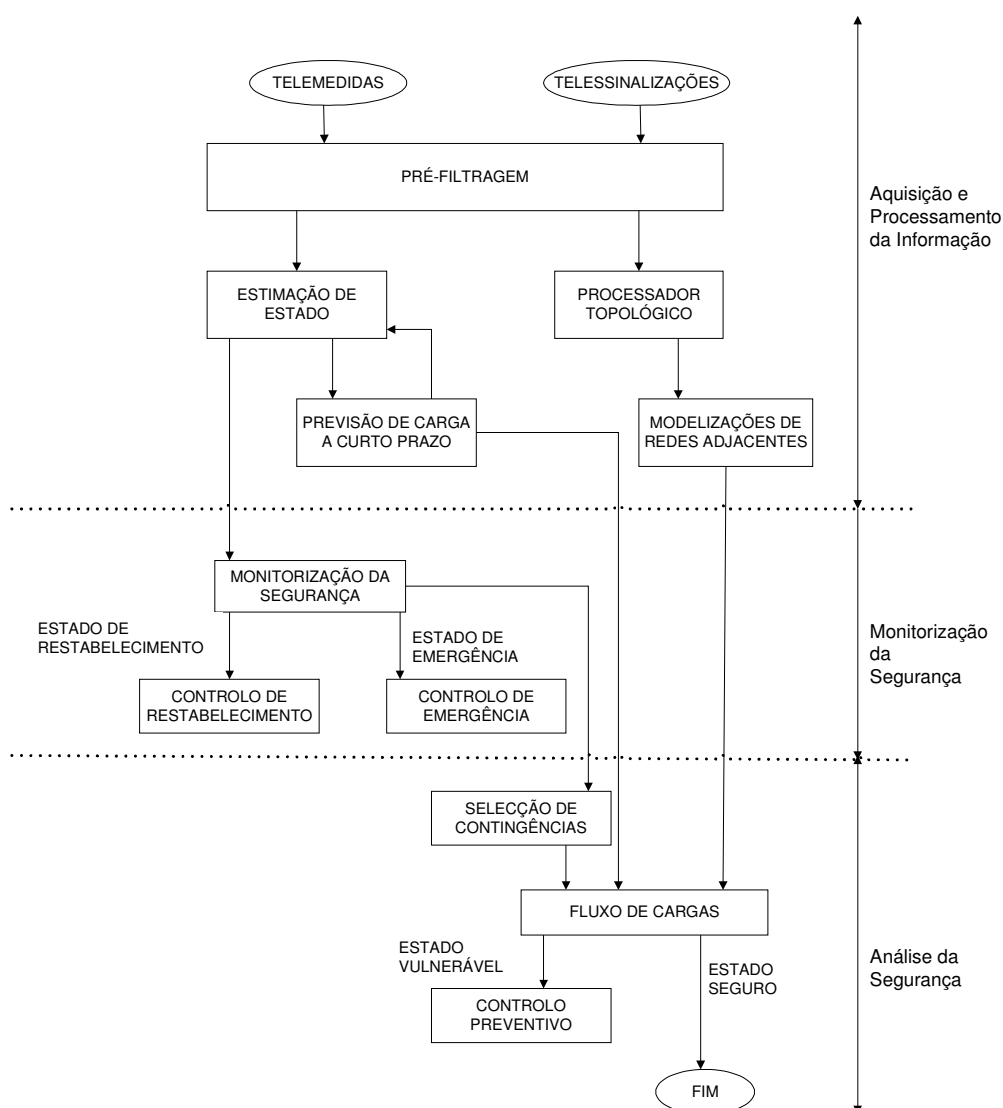 TELEMEDIDAS
TELESSINALIZAÇÕES
PRÉ-FILTRAGEM
Aquisição e
Processamento
da Informação
ESTIMAÇÃO DE
ESTADO
PROCESSADOR
TOPOLÓGICO
PREVISÃO DE CARGA
A CURTO PRAZO
MODELIZAÇÕES DE
REDES ADJACENTES
MONITORIZAÇÃO DA
SEGURANÇA
ESTADO DE
RESTABELECIMENTO
ESTADO DE
EMERGÊNCIA
Monitorização
da
Segurança
CONTROLO DE
RESTABELECIMENTO
CONTROLO DE
EMERGÊNCIA
SELECÇÃO DE
CONTINGÊNCIAS
FLUXO DE CARGAS
ESTADO
VULNERÁVEL
ESTADO
SEGURO
Análise da
Segurança
CONTROLO
PREVENTIVO
FIM